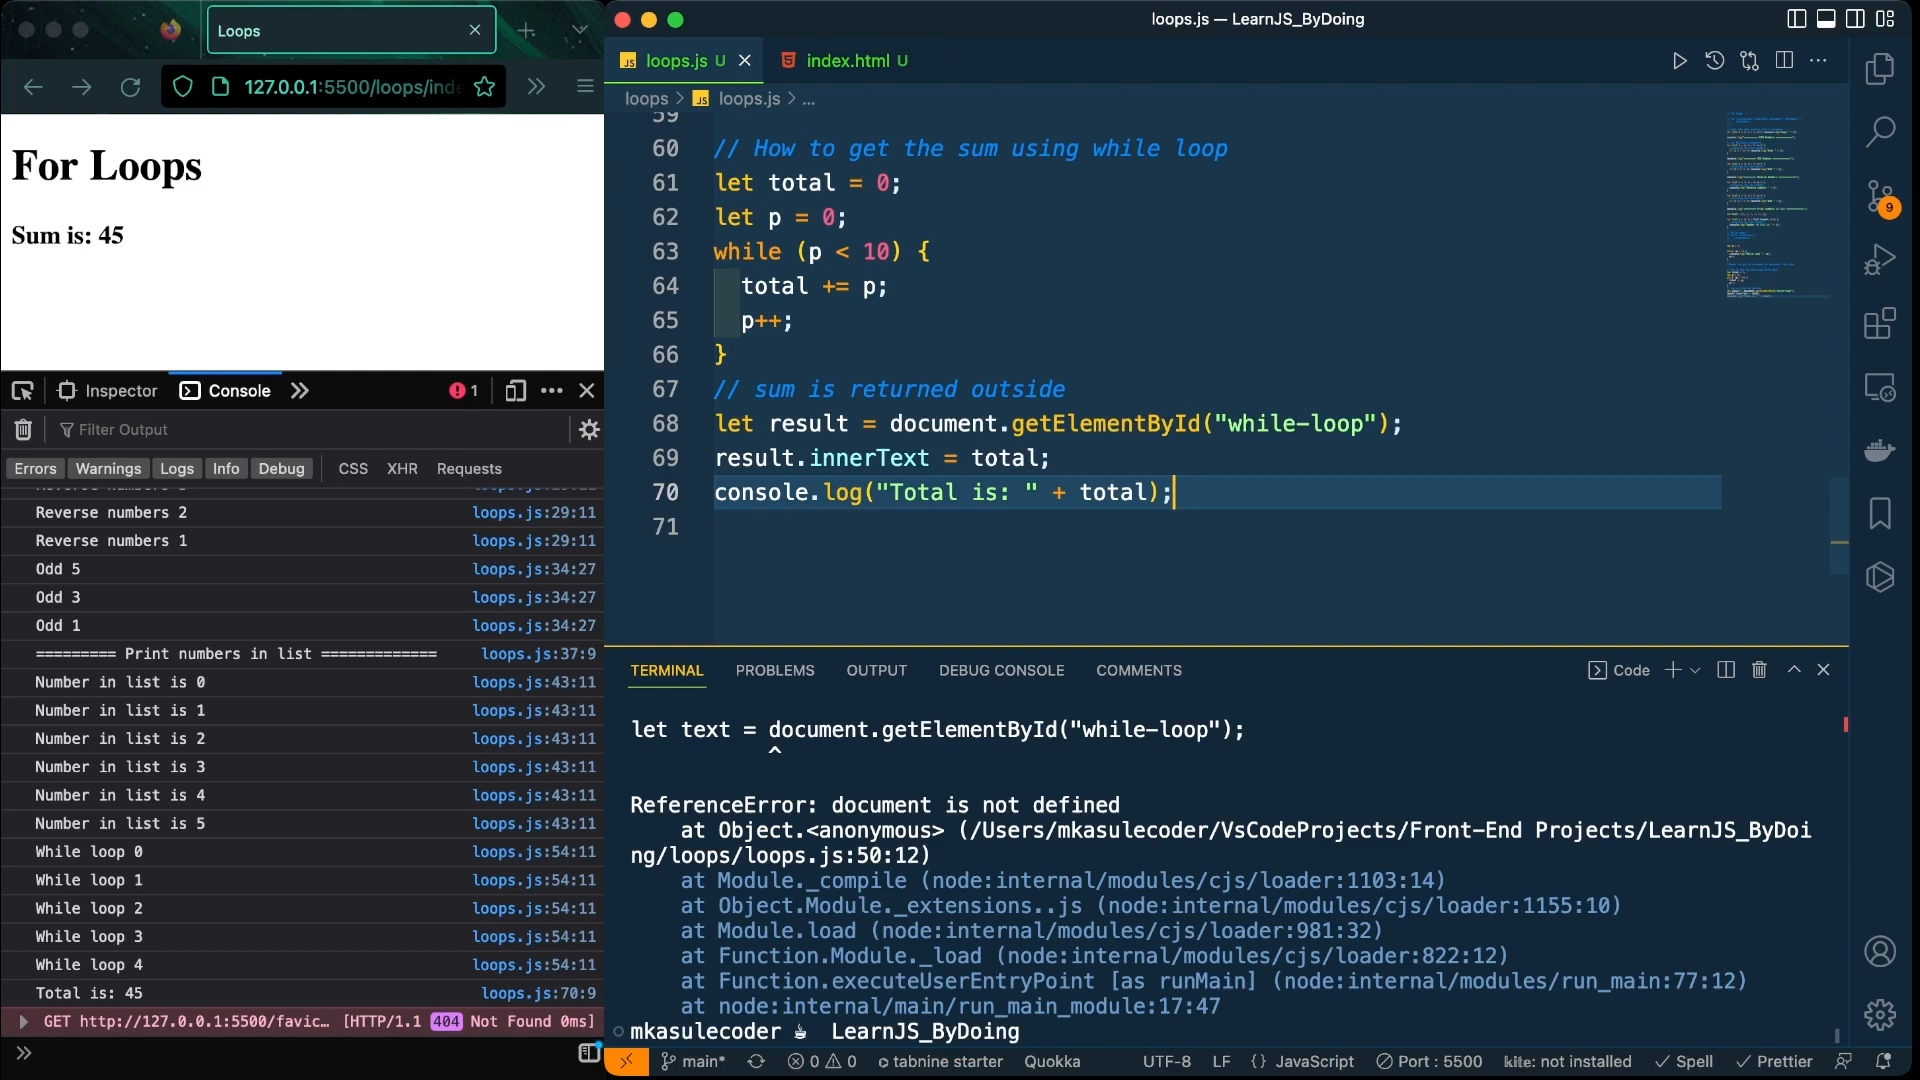 Loops
127.0.0.1:5500/loops/inde
For Loops
Sum is: 45
Inspector
Console
1
Filter Output
Errors Warnings Logs Info Debug CSS XHR Requests
Reverse numbers 2 loops.js:29:11
Reverse numbers 1 loops.js:29:11
Odd 5 loops.js:34:27
Odd 3 loops.js:34:27
Odd 1 loops.js:34:27
========= Print numbers in list ============= loops.js:37:9
Number in list is 0 loops.js:43:11
Number in list is 1 loops.js:43:11
Number in list is 2 loops.js:43:11
Number in list is 3 loops.js:43:11
Number in list is 4 loops.js:43:11
Number in list is 5 loops.js:43:11
While loop 0 loops.js:54:11
While loop 1 loops.js:54:11
While loop 2 loops.js:54:11
While loop 3 loops.js:54:11
While loop 4 loops.js:54:11
Total is: 45 loops.js:70:9
GET http://127.0.0.1:5500/favic… [HTTP/1.1 404 Not Found 0ms]
loops.js — LearnJS_ByDoing
JS loops.js U
index.html U
loops > JS loops.js > ...
59
60 // How to get the sum using while loop
61 let total = 0;
62 let p = 0;
63 while (p < 10) {
64 total += p;
65 p++;
66 }
67 // sum is returned outside
68 let result = document.getElementById("while-loop");
69 result.innerText = total;
70 console.log("Total is: " + total);
71
9
TERMINAL PROBLEMS OUTPUT DEBUG CONSOLE COMMENTS
Code
let text = document.getElementById("while-loop");
^
ReferenceError: document is not defined
at Object.<anonymous> (/Users/mkasulecoder/VsCodeProjects/Front-End Projects/LearnJS_ByDoi
ng/loops/loops.js:50:12)
at Module._compile (node:internal/modules/cjs/loader:1103:14)
at Object.Module._extensions..js (node:internal/modules/cjs/loader:1155:10)
at Module.load (node:internal/modules/cjs/loader:981:32)
at Function.Module._load (node:internal/modules/cjs/loader:822:12)
at Function.executeUserEntryPoint [as runMain] (node:internal/modules/run_main:77:12)
at node:internal/main/run_main_module:17:47
mkasulecoder ☕ LearnJS_ByDoing
main* 0 0 tabnine starter Quokka UTF-8 LF {} JavaScript Port : 5500 kite: not installed Spell Prettier